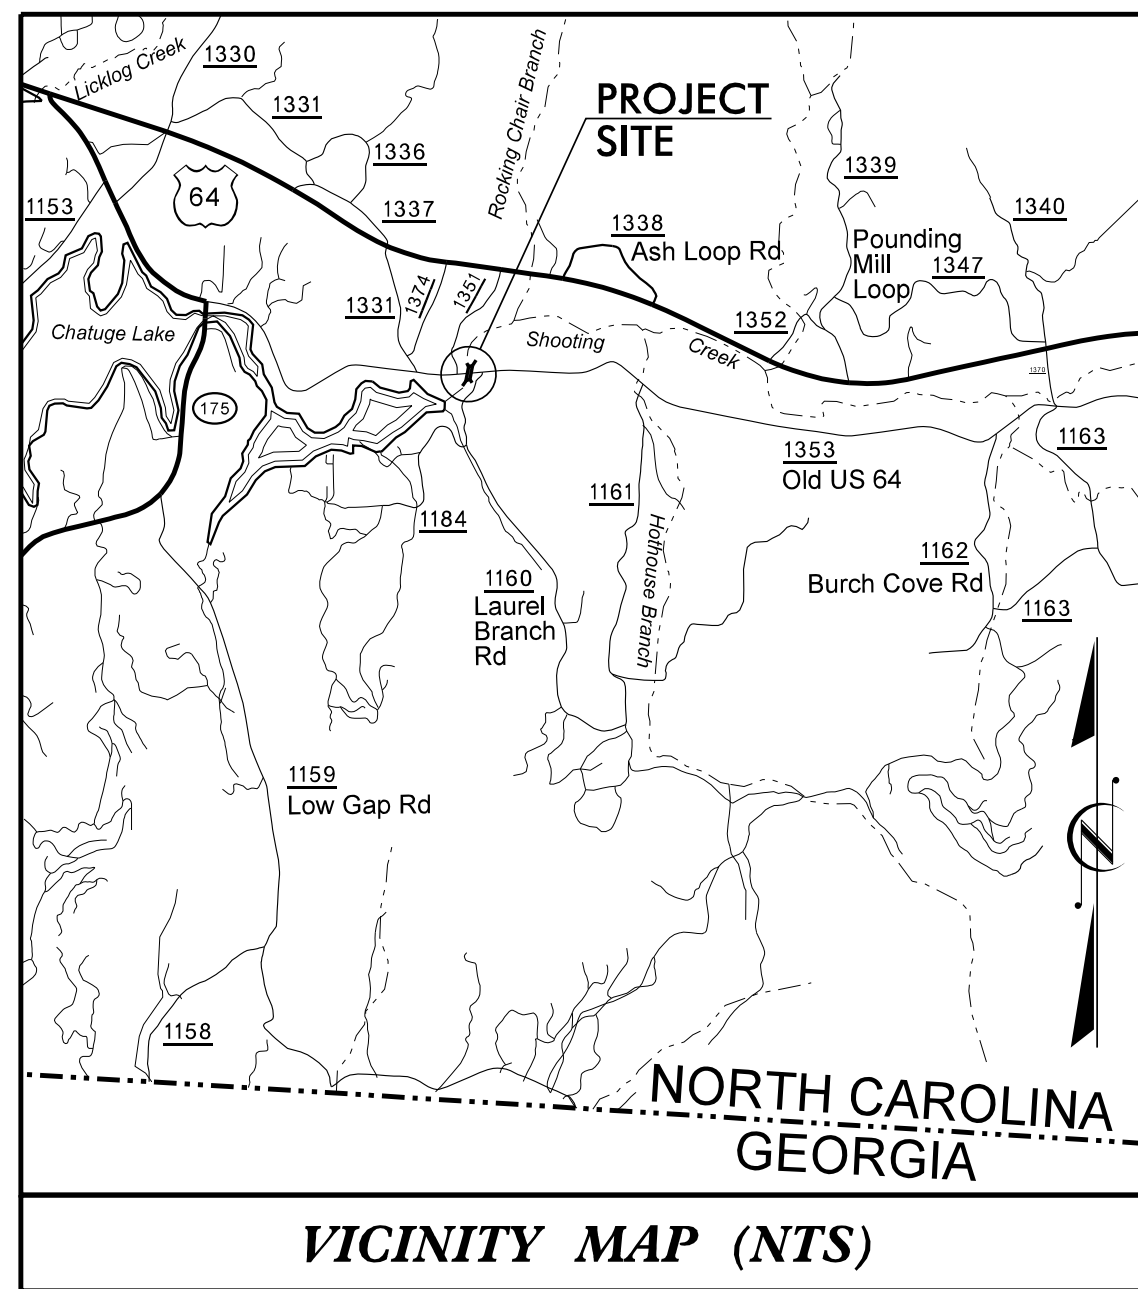 Licklog Creek
1330
1331
Rocking Chair Branch
PROJECT
SITE
1336
1339
64
1153
1337
1338
Ash Loop Rd
1340
Pounding
Mill
Loop
1347
1331
1374
1351
1352
Chatuge Lake
Shooting
Creek
1370
175
1353
Old US 64
1163
1161
1184
Hothouse Branch
1162
Burch Cove Rd
1160
Laurel
Branch
Rd
1163
1159
Low Gap Rd
N
1158
NORTH CAROLINA
GEORGIA
VICINITY MAP (NTS)